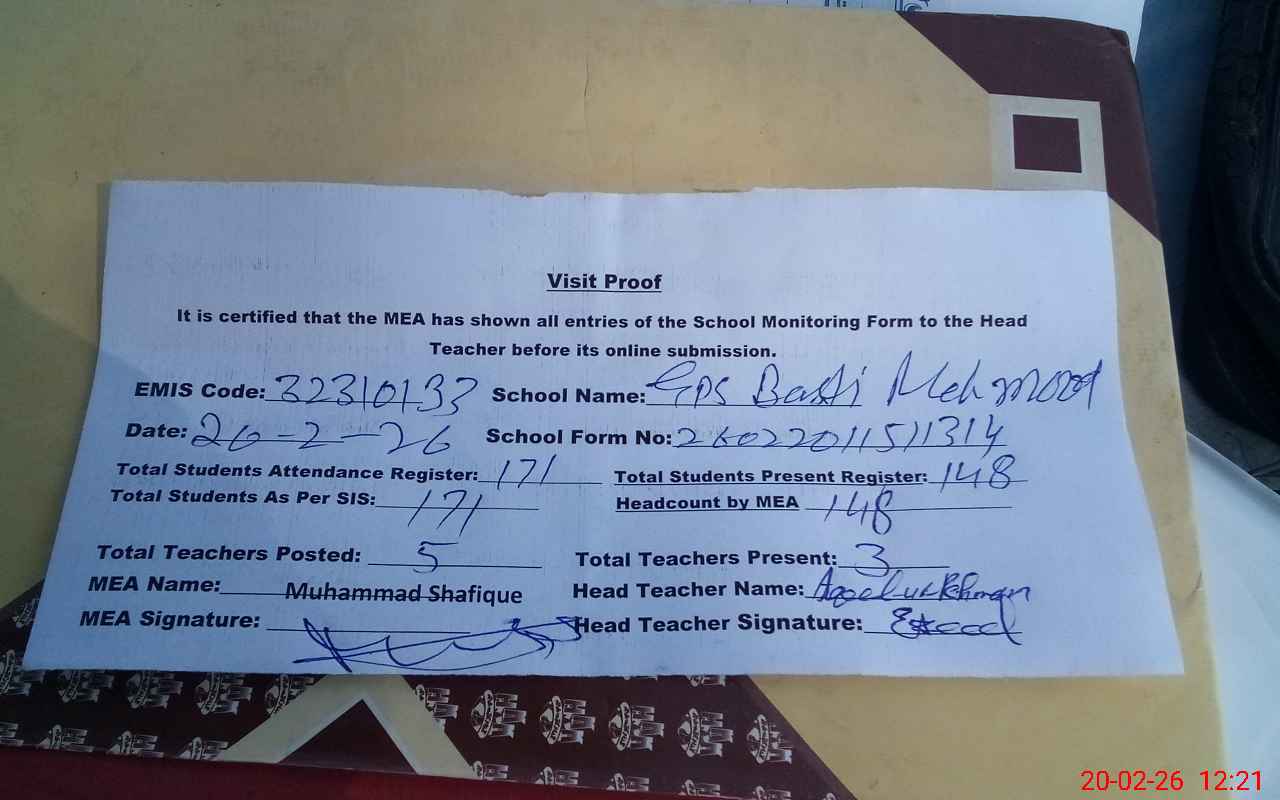 Visit Proof
It is certified that the MEA has shown all entries of the School Monitoring Form to the Head
Teacher before its online submission.
EMIS Code: 32310133 School Name: GPS Basti Mehmood
Date: 20-2-26 School Form No: 26022011511314
Total Students Attendance Register: 171 Total Students Present Register: 148
Total Students As Per SIS: 171 Headcount by MEA 148
Total Teachers Posted: 5 Total Teachers Present: 3
MEA Name: Muhammad Shafique Head Teacher Name:
MEA Signature: Head Teacher Signature:
20-02-26 12:21